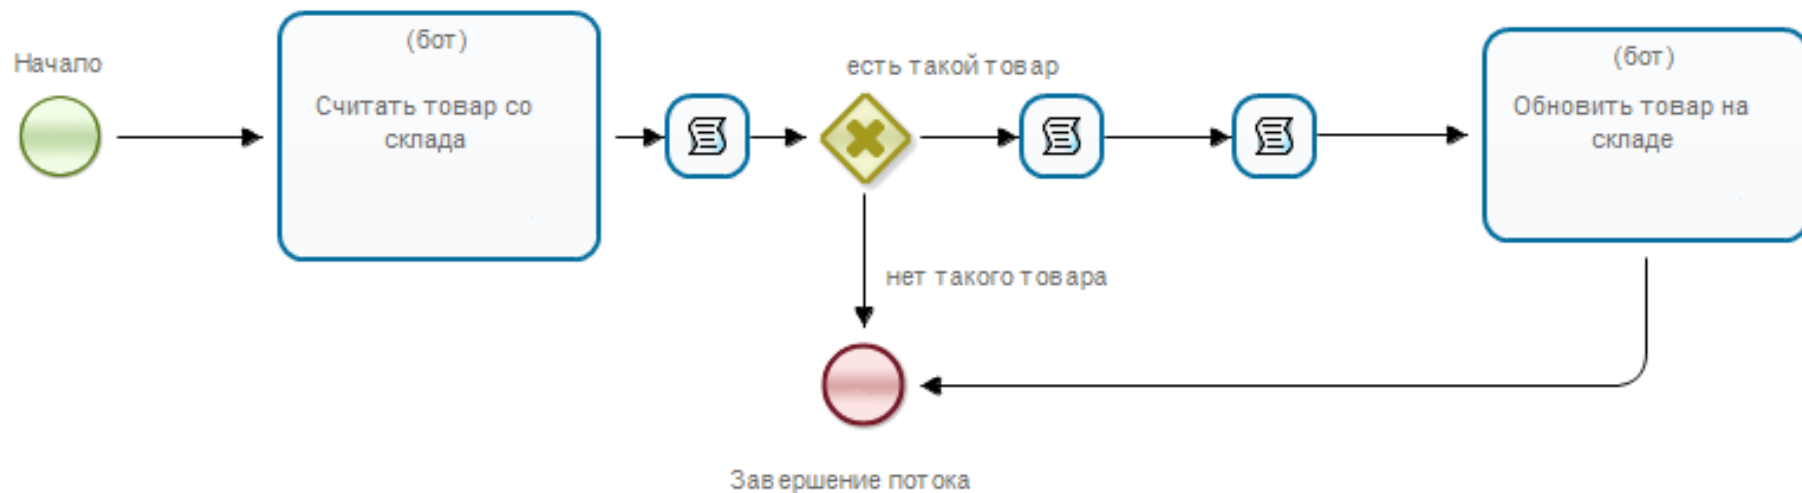 Начало
(бот)
Считать товар со
склада
есть такой товар
(бот)
Обновить товар на
складе
нет такого товара
Завершение потока